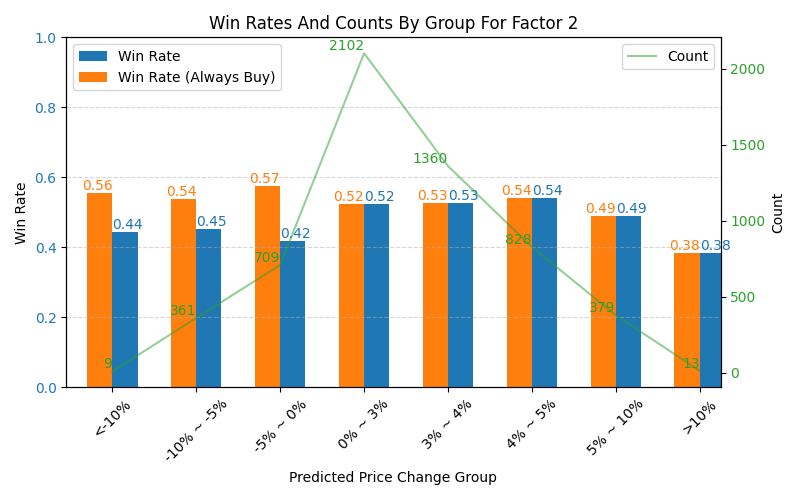 Win Rates And Counts By Group For Factor 2
Win Rate
Win Rate (Always Buy)
Count
1.0
0.8
0.6
0.4
0.2
0.0
Win Rate
2000
1500
1000
500
0
Count
2102
1360
709
828
361
379
9
13
0.56
0.44
0.54
0.45
0.57
0.42
0.52
0.52
0.53
0.53
0.54
0.54
0.49
0.49
0.38
0.38
<-10%
-10% ~ -5%
-5% ~ 0%
0% ~ 3%
3% ~ 4%
4% ~ 5%
5% ~ 10%
>10%
Predicted Price Change Group